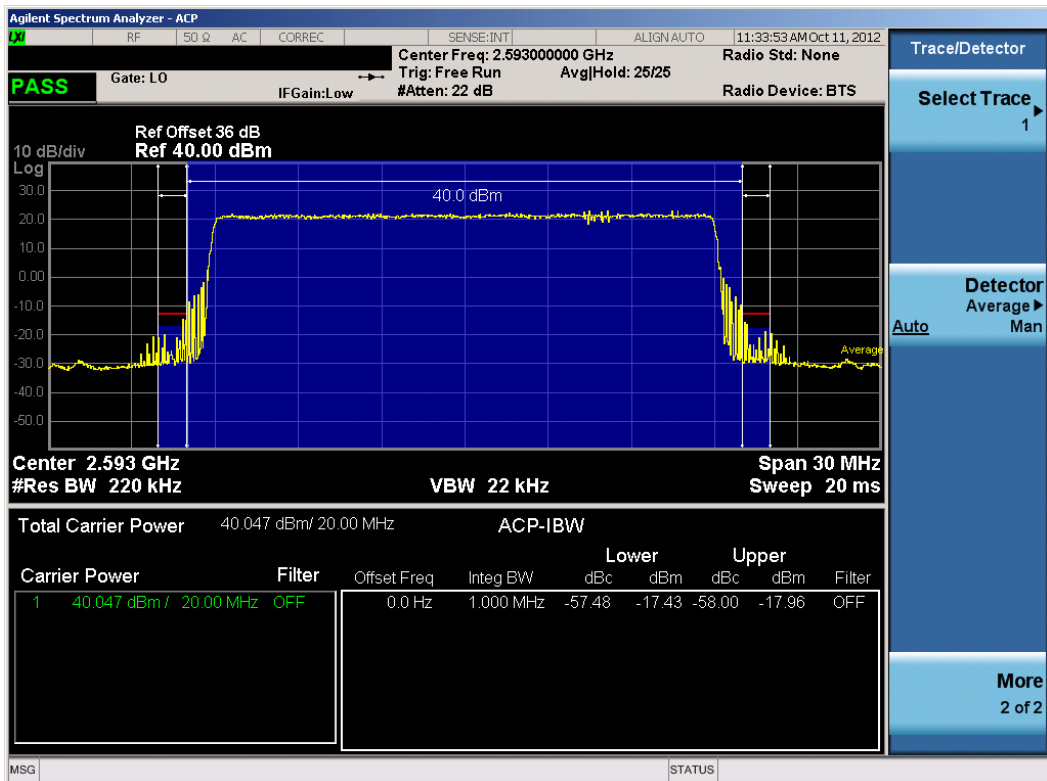 Agilent Spectrum Analyzer - ACP
LXI RF 50 Ω AC CORREC SENSE:INT ALIGNAUTO 11:33:53 AM Oct 11, 2012
Center Freq: 2.593000000 GHz Radio Std: None
PASS Gate: LO Trig: Free Run Avg|Hold: 25/25
IFGain:Low #Atten: 22 dB Radio Device: BTS
Trace/Detector
Select Trace
1
Detector
Average
Auto Man
More
2 of 2
Ref Offset 36 dB
10 dB/div Ref 40.00 dBm
Log
30.0
20.0
10.0
0.00
-10.0
-20.0
-30.0
-40.0
-50.0
40.0 dBm
Average
Center 2.593 GHz Span 30 MHz
#Res BW 220 kHz VBW 22 kHz Sweep 20 ms
Total Carrier Power 40.047 dBm/ 20.00 MHz ACP-IBW
Lower Upper
Carrier Power Filter Offset Freq Integ BW dBc dBm dBc dBm Filter
1 40.047 dBm / 20.00 MHz OFF 0.0 Hz 1.000 MHz -57.48 -17.43 -58.00 -17.96 OFF
MSG STATUS